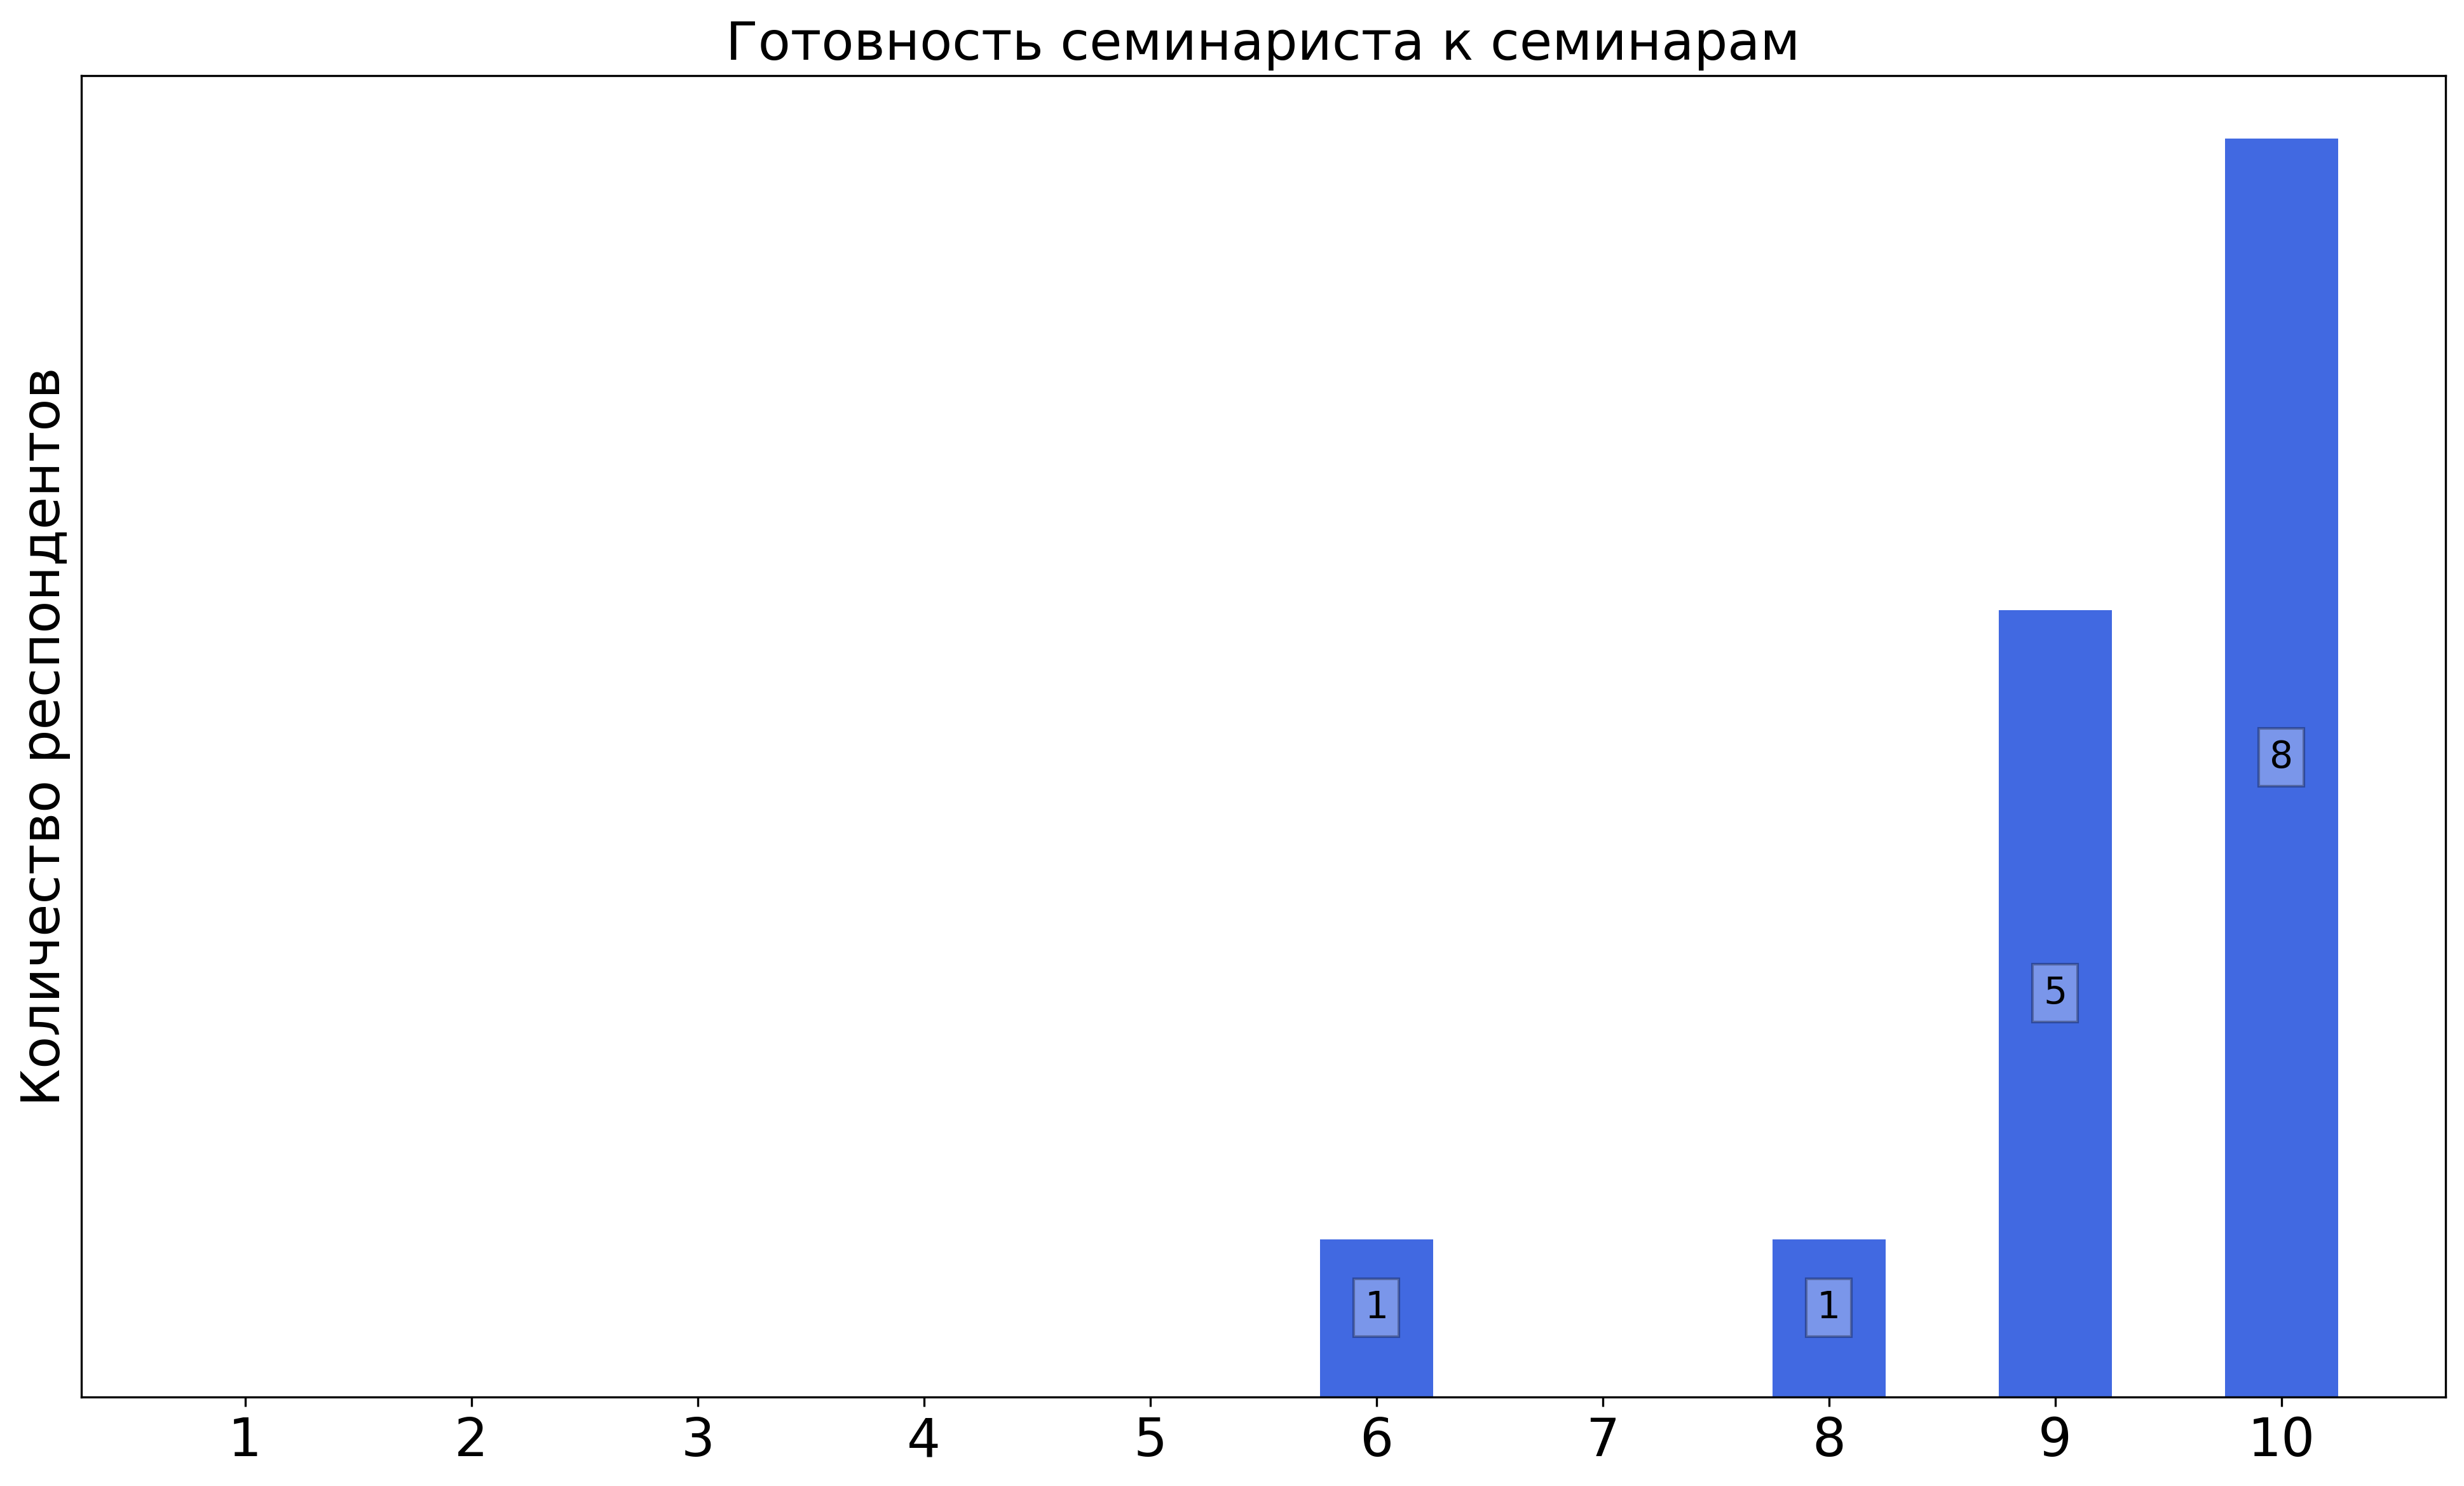 Готовность семинариста к семинарам
Количество респондентов
8
5
1
1
1 2 3 4 5 6 7 8 9 10